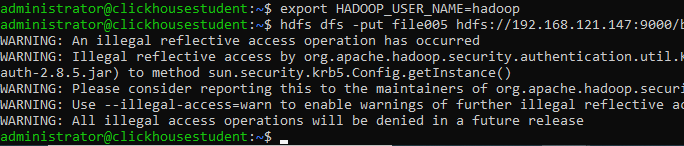 administrator@clickhousestudent:~$ export HADOOP_USER_NAME=hadoop
administrator@clickhousestudent:~$ hdfs dfs -put file005 hdfs://192.168.121.147:9000/b
WARNING: An illegal reflective access operation has occurred
WARNING: Illegal reflective access by org.apache.hadoop.security.authentication.util.K
auth-2.8.5.jar) to method sun.security.krb5.Config.getInstance()
WARNING: Please consider reporting this to the maintainers of org.apache.hadoop.securi
WARNING: Use --illegal-access=warn to enable warnings of further illegal reflective ac
WARNING: All illegal access operations will be denied in a future release
administrator@clickhousestudent:~$